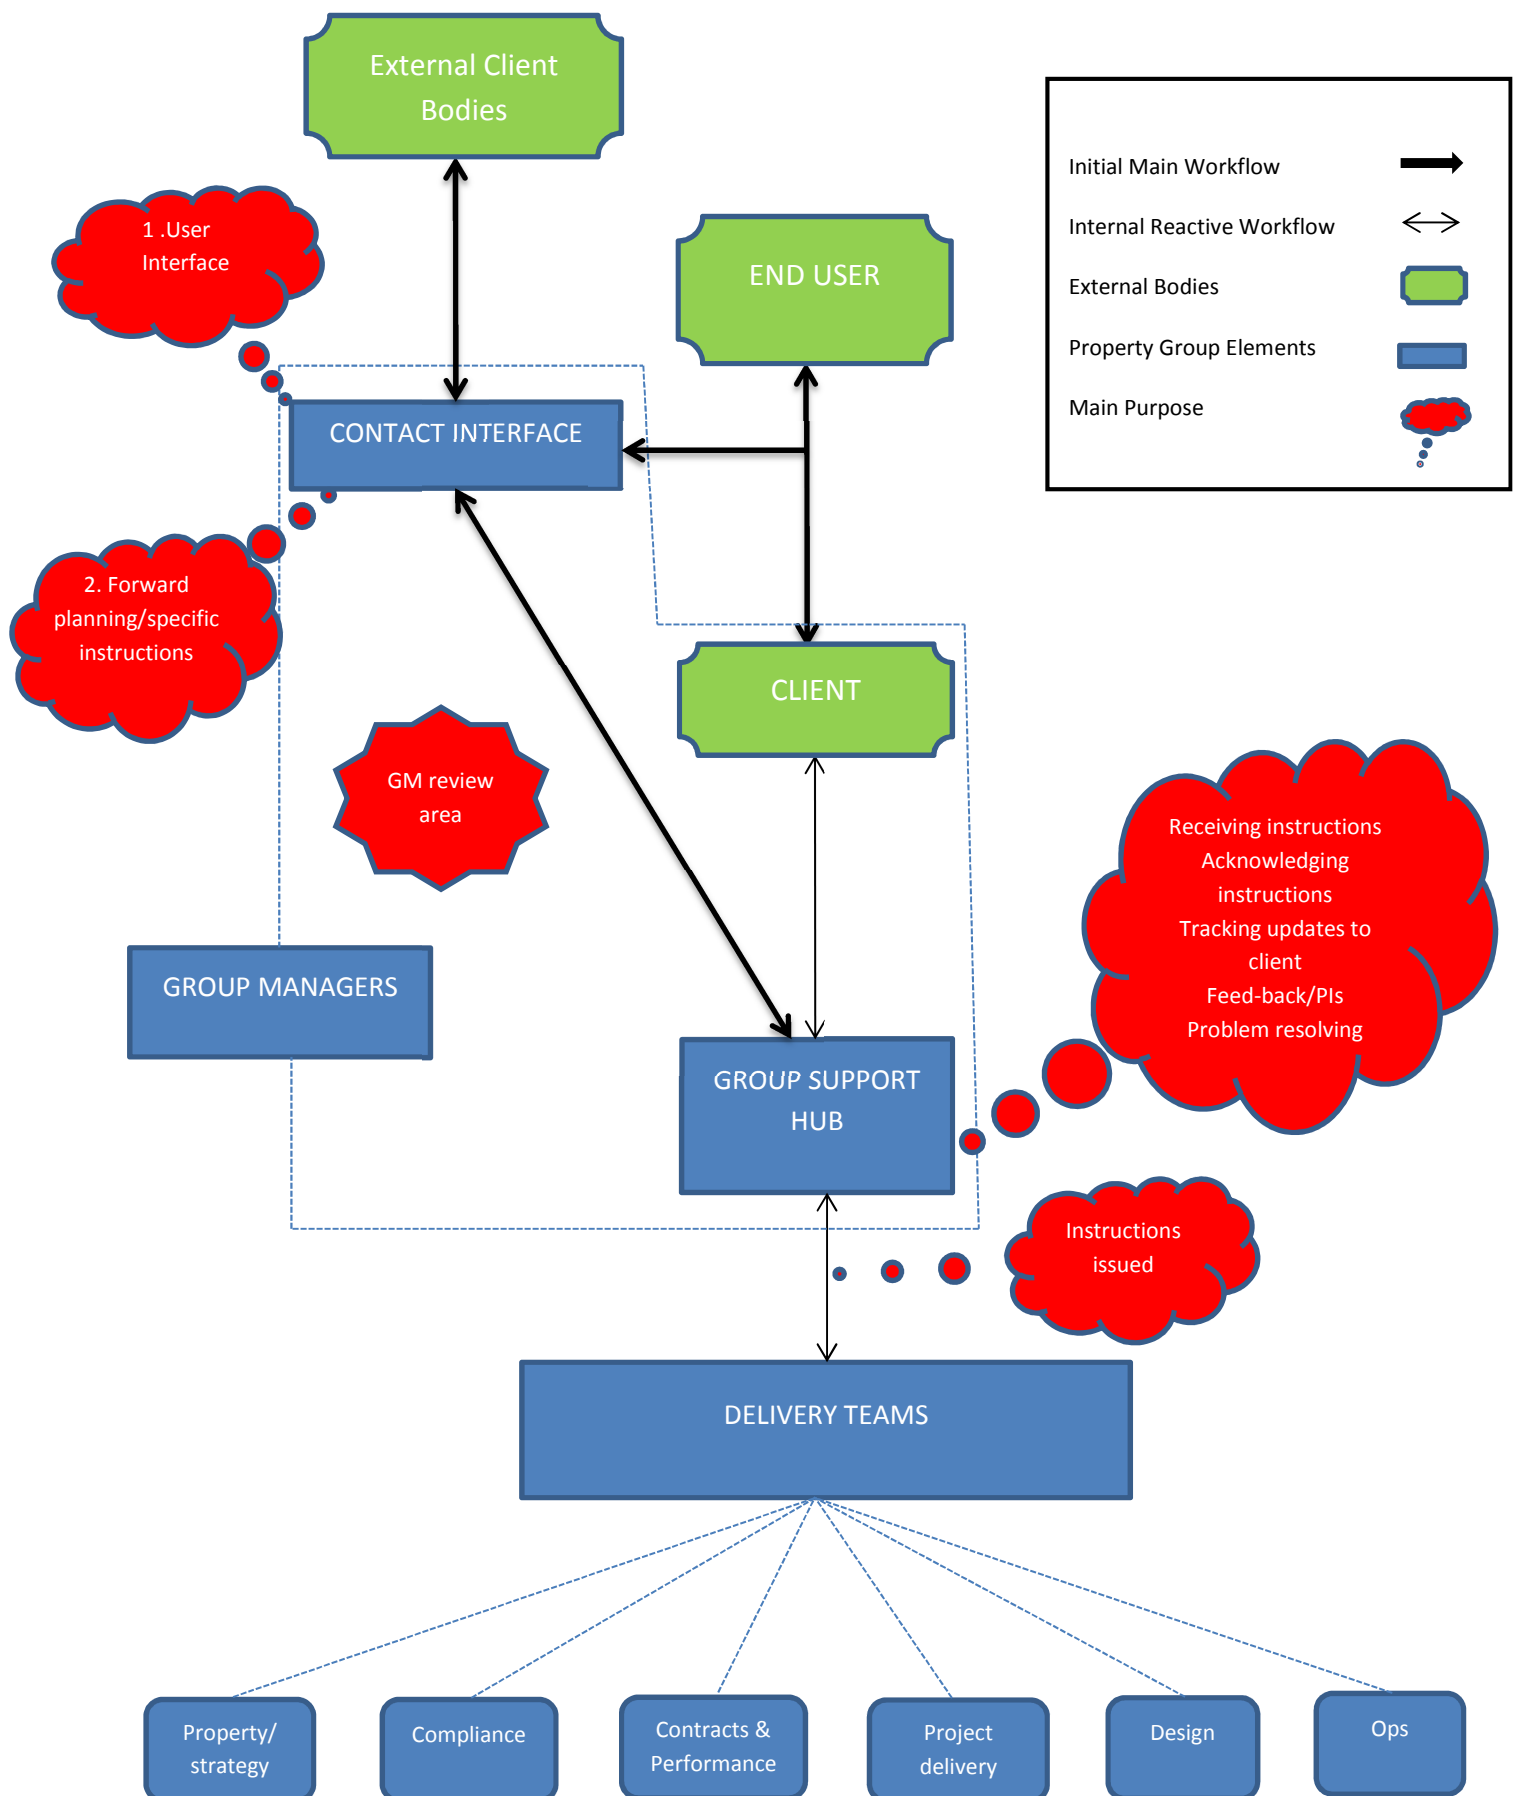 External Client
Bodies
Initial Main Workflow
Internal Reactive Workflow
External Bodies
Property Group Elements
Main Purpose
1 .User
Interface
END USER
CONTACT INTERFACE
2. Forward
planning/specific
instructions
CLIENT
GM review
area
Receiving instructions
Acknowledging
instructions
Tracking updates to
client
Feed-back/PIs
Problem resolving
GROUP MANAGERS
GROUP SUPPORT
HUB
Instructions
issued
DELIVERY TEAMS
Property/
strategy
Compliance
Contracts &
Performance
Project
delivery
Design
Ops